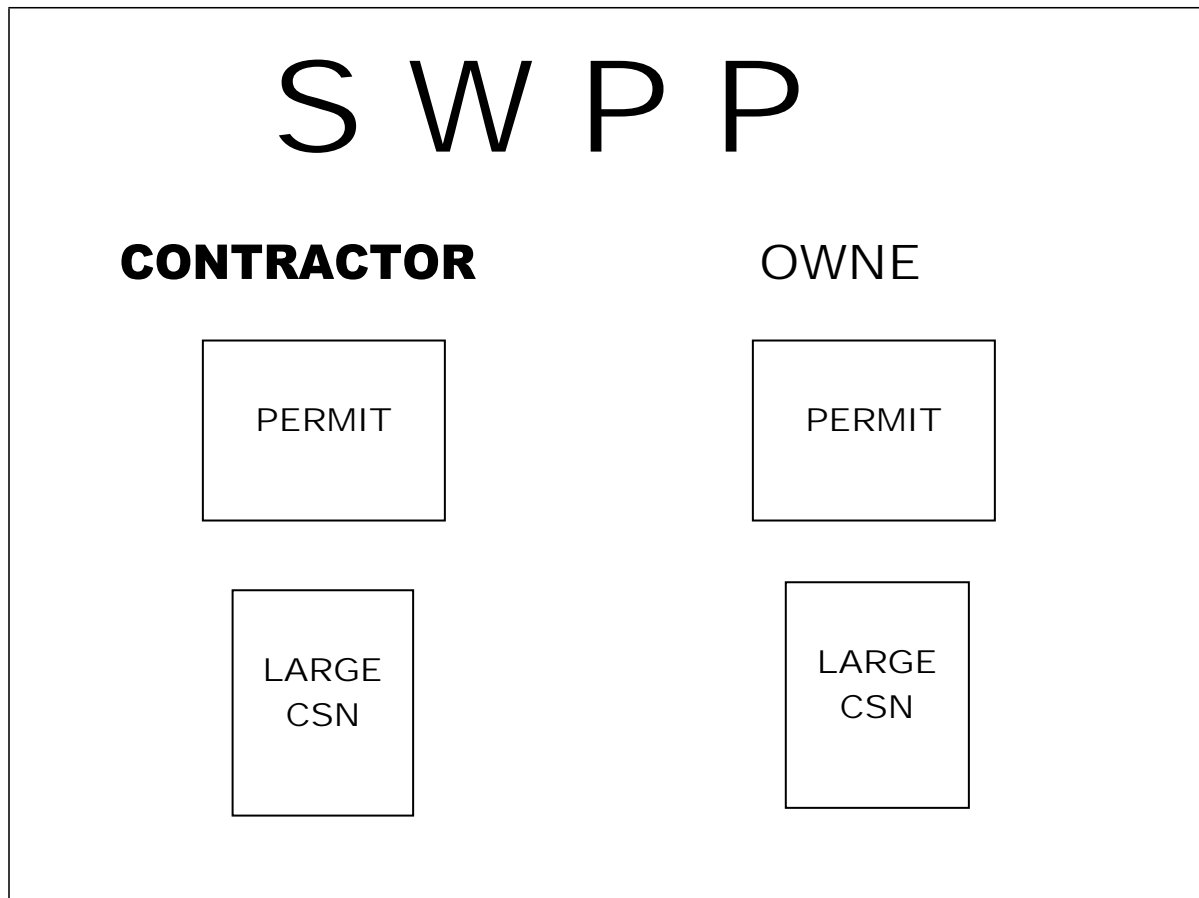 S W P P
CONTRACTOR
OWNE
PERMIT
PERMIT
LARGE
CSN
LARGE
CSN